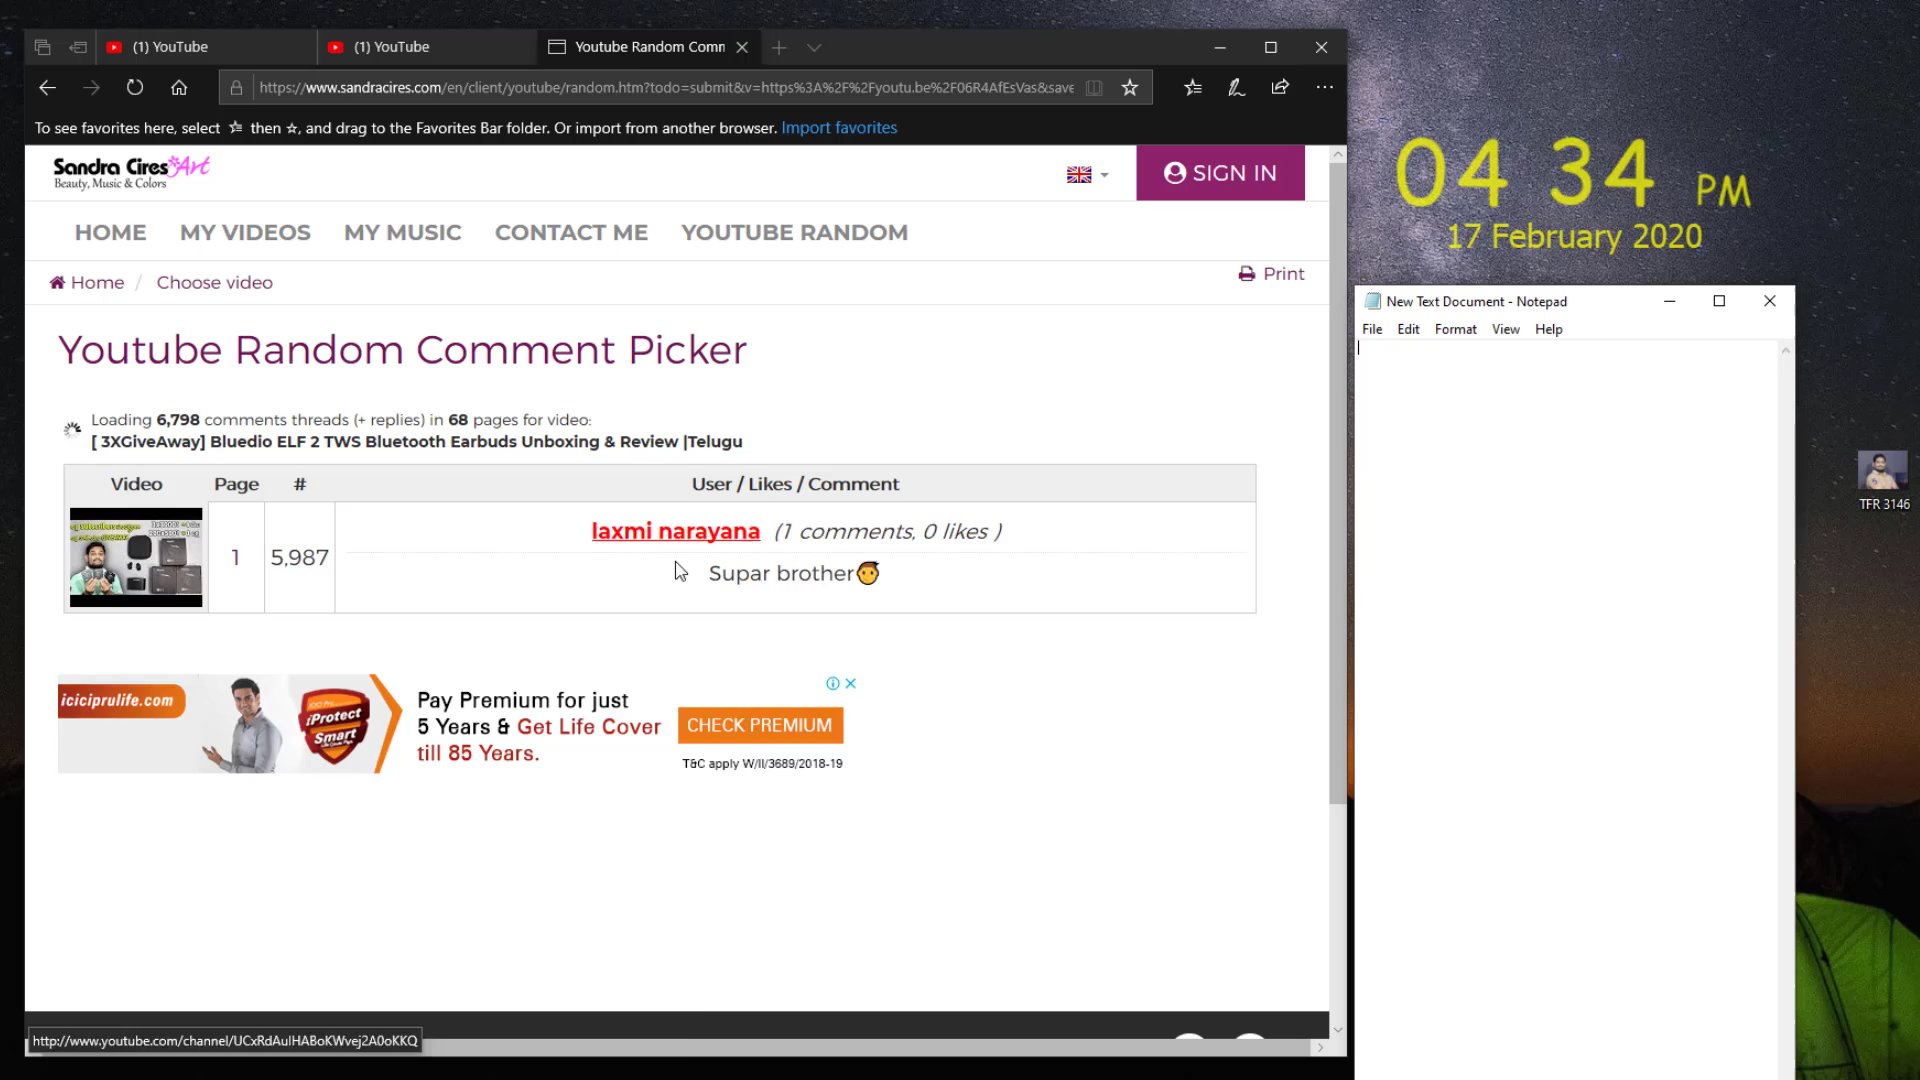 (1) YouTube
(1) YouTube
Youtube Random Comm
https://www.sandracires.com/en/client/youtube/random.htm?todo=submit&v=https%3A%2F%2Fyoutu.be%2F06R4AfEsVas&save
To see favorites here, select then ☆, and drag to the Favorites Bar folder. Or import from another browser. Import favorites
Sandra Cires Art
Beauty, Music & Colors
SIGN IN
HOME MY VIDEOS MY MUSIC CONTACT ME YOUTUBE RANDOM
Home / Choose video
Print
Youtube Random Comment Picker
Loading 6,798 comments threads (+ replies) in 68 pages for video:
[ 3XGiveAway] Bluedio ELF 2 TWS Bluetooth Earbuds Unboxing & Review |Telugu
Video Page # User / Likes / Comment
1 5,987 laxmi narayana (1 comments, 0 likes )
Supar brother
iciciprulife.com
iProtect
Smart
Pay Premium for just
5 Years & Get Life Cover
till 85 Years.
CHECK PREMIUM
T&C apply W/II/3689/2018-19
http://www.youtube.com/channel/UCxRdAulHABoKWvej2A0oKKQ
04 34 PM
17 February 2020
New Text Document - Notepad
File Edit Format View Help
TFR 3146